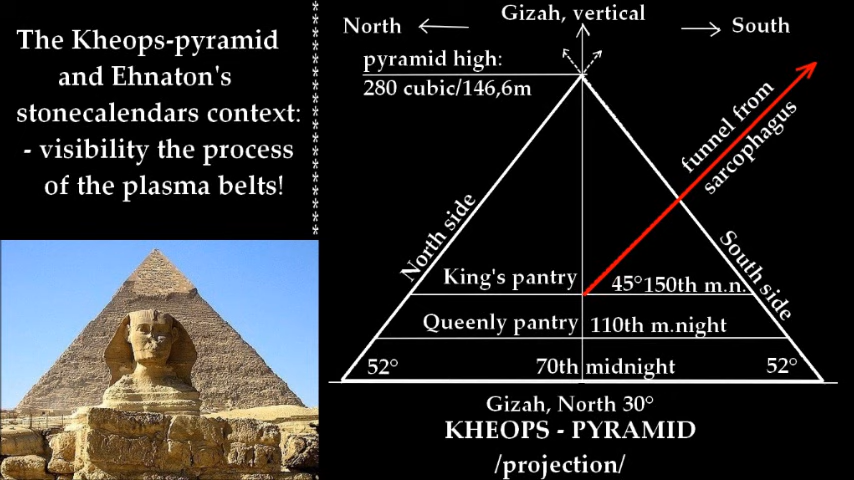 The Kheops-pyramid
and Ehnaton's
stonecalendars context:
- visibility the process
of the plasma belts!
Gizah, vertical
North
South
pyramid high:
280 cubic/146,6m
funnel from
sarcophagus
North side
South side
King's pantry
45° 150th m.n.
Queenly pantry
110th m.night
52°
70th midnight
52°
Gizah, North 30°
KHEOPS - PYRAMID
/projection/